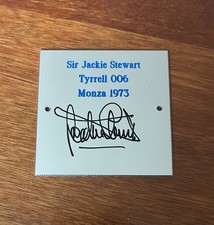 Sir Jackie Stewart
Tyrrell 006
Monza 1973